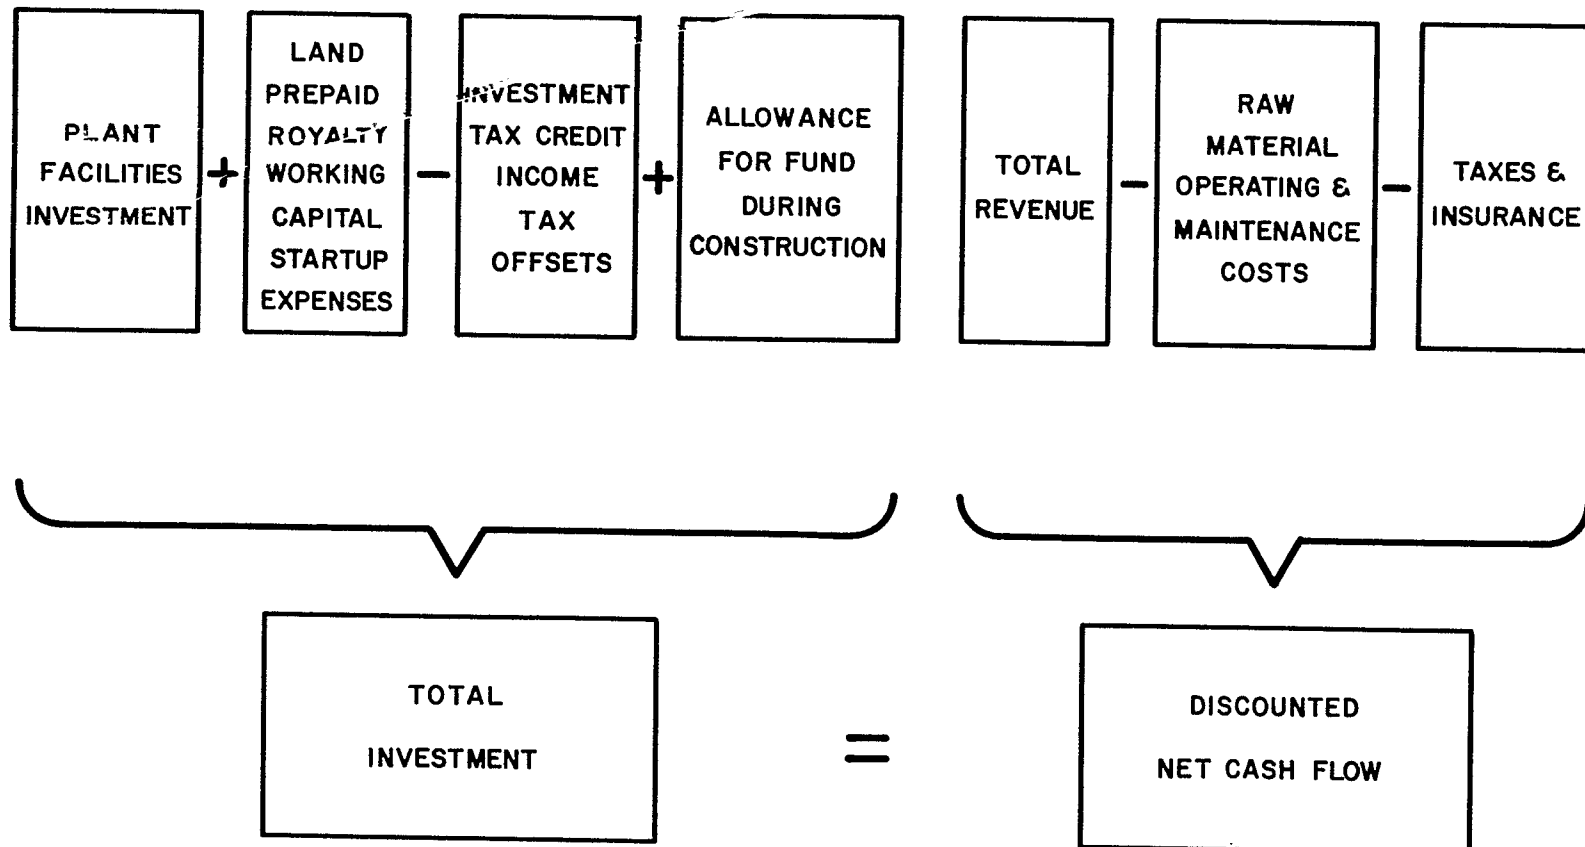 PLANT
FACILITIES
INVESTMENT
+
LAND
PREPAID
ROYALTY
WORKING
CAPITAL
STARTUP
EXPENSES
−
INVESTMENT
TAX CREDIT
INCOME
TAX
OFFSETS
+
ALLOWANCE
FOR FUND
DURING
CONSTRUCTION
TOTAL
REVENUE
−
RAW
MATERIAL
OPERATING &
MAINTENANCE
COSTS
−
TAXES &
INSURANCE
TOTAL
INVESTMENT
=
DISCOUNTED
NET CASH FLOW